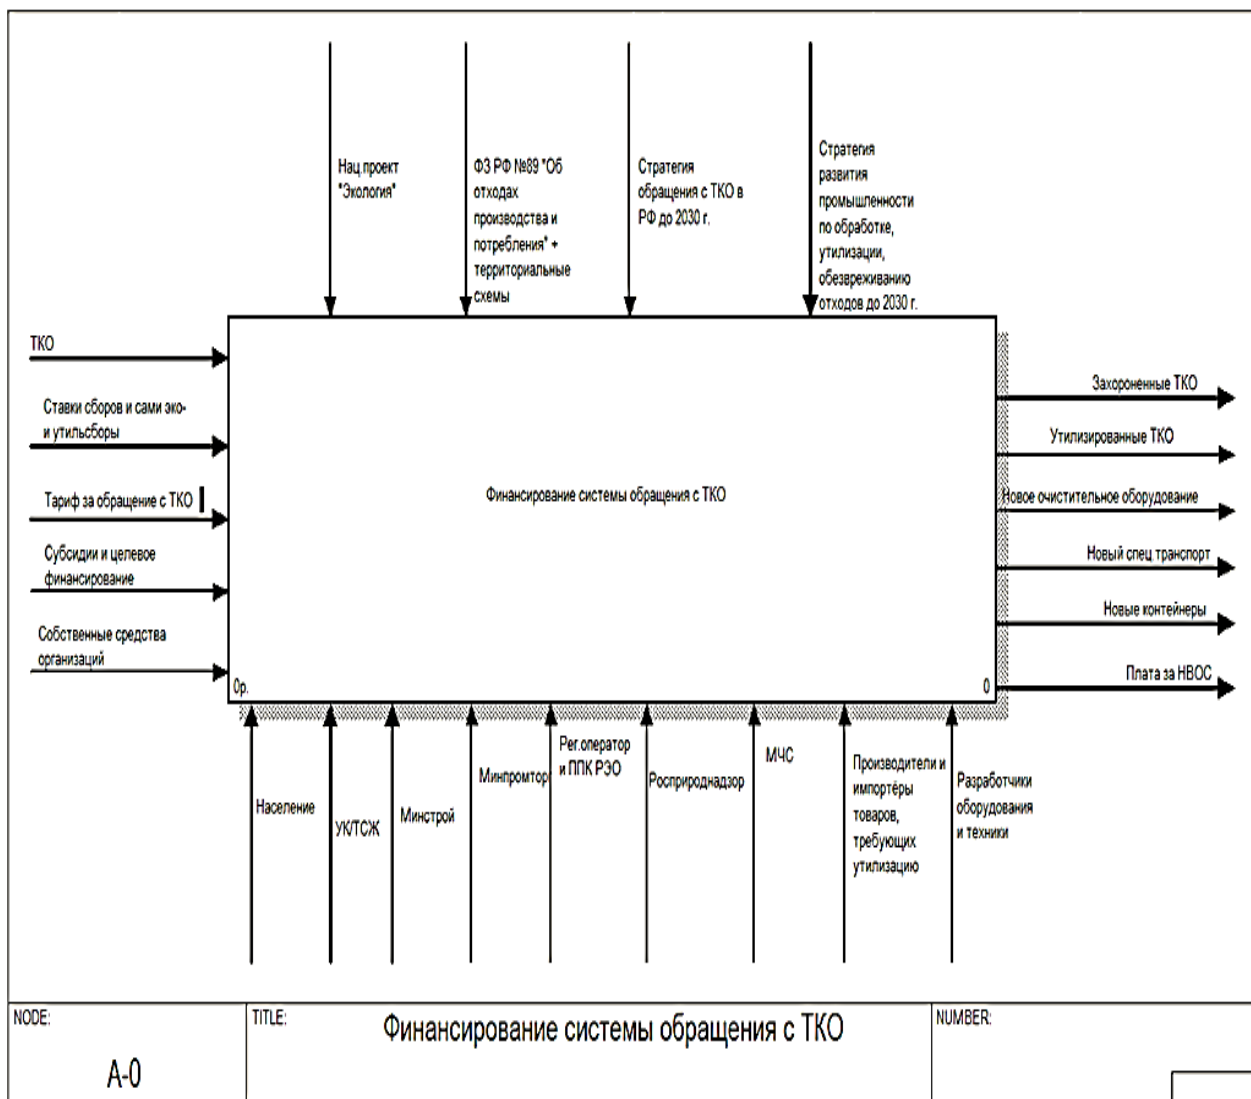 Нац.проект
"Экология"
ФЗ РФ №89 "Об
отходах
производства и
потребления" +
территориальные
схемы
Стратегия
обращения с ТКО в
РФ до 2030 г.
Стратегия
развития
промышленности
по обработке,
утилизации,
обезвреживанию
отходов до 2030 г.
ТКО
Ставки сборов и сами эко-
и утильсборы
Тариф за обращение с ТКО
Субсидии и целевое
финансирование
Собственные средства
организаций
Финансирование системы обращения с ТКО
0р.
0
Захороненные ТКО
Утилизированные ТКО
Новое очистительное оборудование
Новый спец транспорт
Новые контейнеры
Плата за НВОС
Население
УК/ТСЖ
Минстрой
Минпромторг
Рег.оператор
и ППК РЭО
Росприроднадзор
МЧС
Производители и
импортёры
товаров,
требующих
утилизацию
Разработчики
оборудования
и техники
NODE:
A-0
TITLE:
Финансирование системы обращения с ТКО
NUMBER: